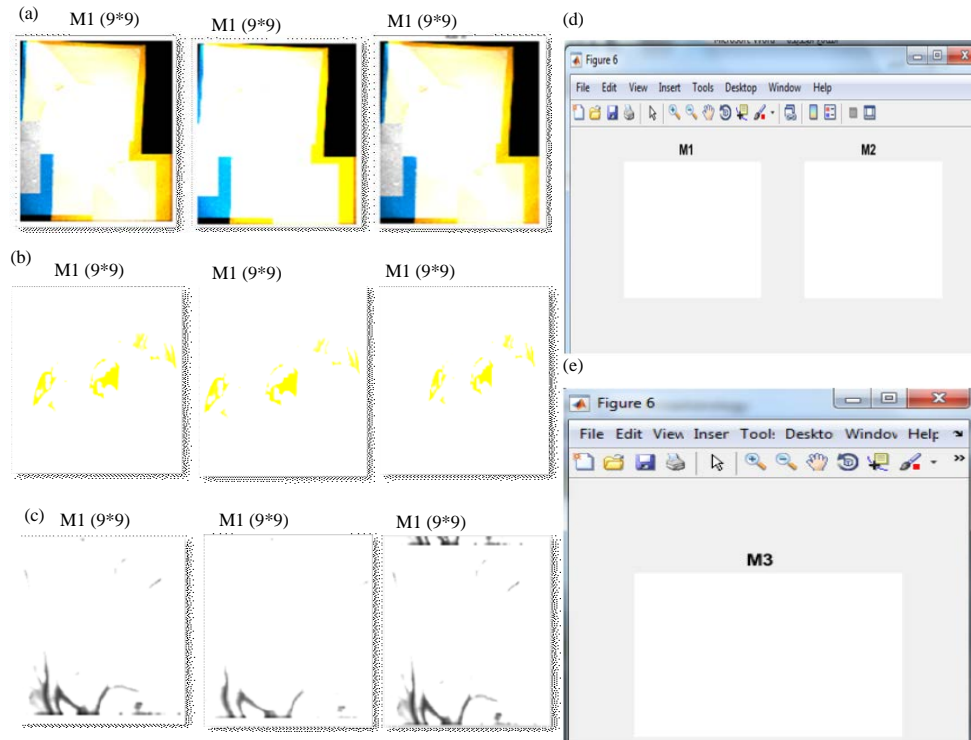 (a)
M1 (9*9)
M1 (9*9)
M1 (9*9)
(b)
M1 (9*9)
M1 (9*9)
M1 (9*9)
(c)
M1 (9*9)
M1 (9*9)
M1 (9*9)
(d)
Figure 6
File Edit View Insert Tools Desktop Window Help
M1
M2
(e)
Figure 6
File Edit View Inser Tool: Deskto Windov Help
M3